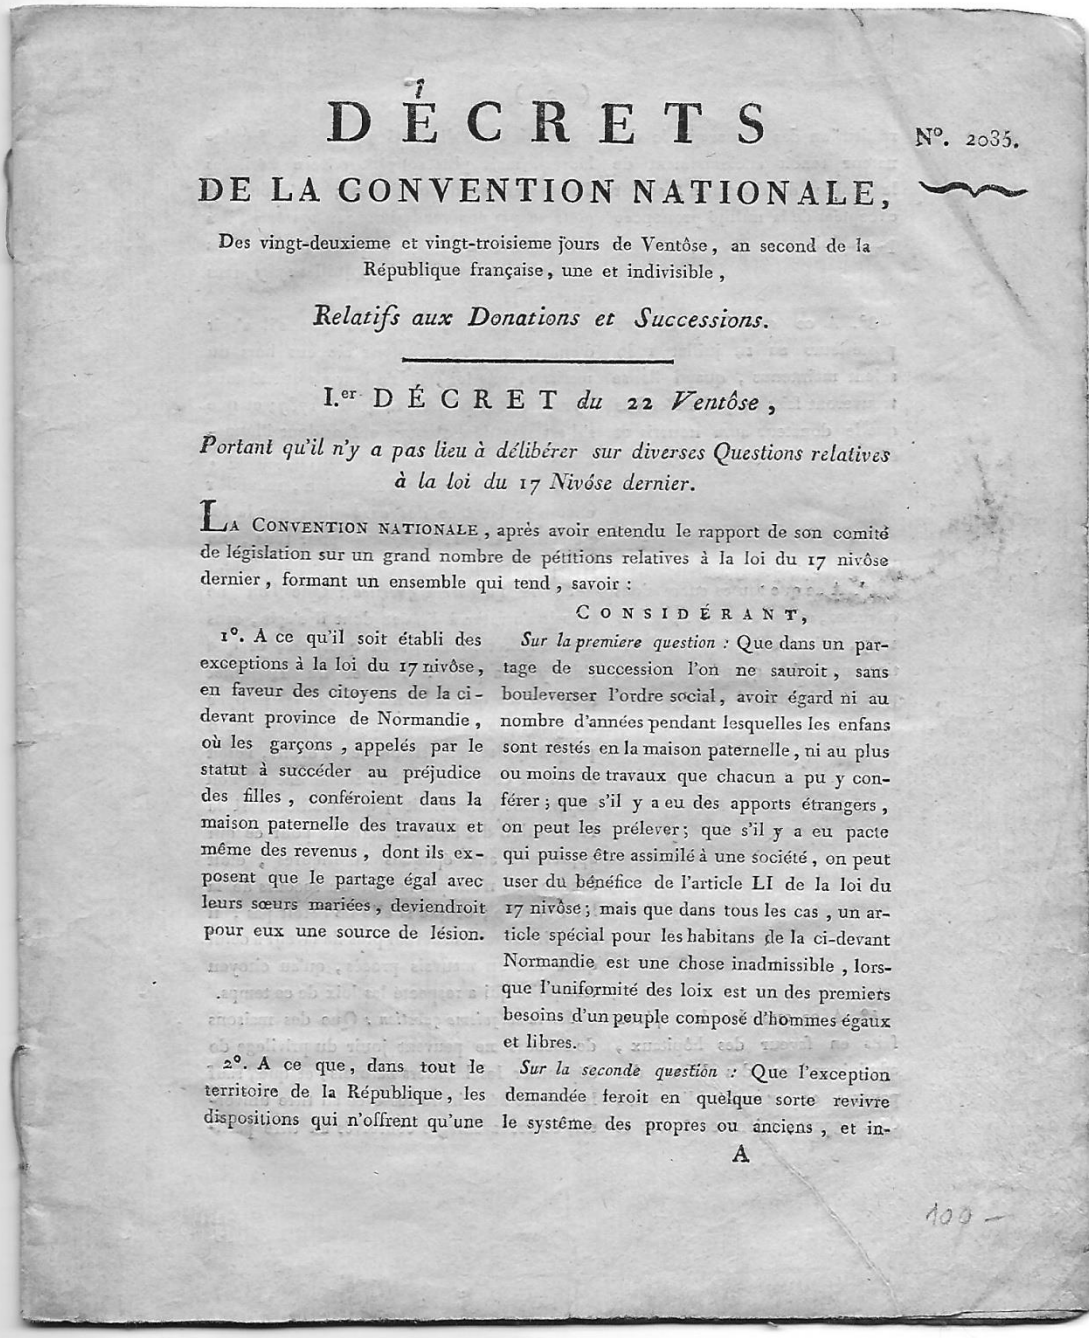 DÉCRETS
N°. 2035.
DE LA CONVENTION NATIONALE,
Des vingt-deuxieme et vingt-troisieme jours de Ventôse, an second de la
République française, une et indivisible,
Relatifs aux Donations et Successions.
I.er DÉCRET du 22 Ventôse,
Portant qu'il n'y a pas lieu à délibérer sur diverses Questions relatives
à la loi du 17 Nivôse dernier.
LA CONVENTION NATIONALE, après avoir entendu le rapport de son comité
de législation sur un grand nombre de pétitions relatives à la loi du 17 nivôse
dernier, formant un ensemble qui tend, savoir :
1°. A ce qu'il soit établi des
exceptions à la loi du 17 nivôse,
en faveur des citoyens de la ci-
devant province de Normandie,
où les garçons, appelés par le
statut à succéder au préjudice
des filles, conféroient dans la
maison paternelle des travaux et
même des revenus, dont ils ex-
posent que le partage égal avec
leurs sœurs mariées, deviendroit
pour eux une source de lésion.
2°. A ce que, dans tout le
territoire de la République, les
dispositions qui n'offrent qu'une
CONSIDÉRANT,
Sur la premiere question : Que dans un par-
tage de succession l'on ne sauroit, sans
bouleverser l'ordre social, avoir égard ni au
nombre d'années pendant lesquelles les enfans
sont restés en la maison paternelle, ni au plus
ou moins de travaux que chacun a pu y con-
férer ; que s'il y a eu des apports étrangers,
on peut les prélever ; que s'il y a eu pacte
qui puisse être assimilé à une société, on peut
user du bénéfice de l'article LI de la loi du
17 nivôse ; mais que dans tous les cas, un ar-
ticle spécial pour les habitans de la ci-devant
Normandie est une chose inadmissible, lors-
que l'uniformité des loix est un des premiers
besoins d'un peuple composé d'hommes égaux
et libres.
Sur la seconde question : Que l'exception
demandée feroit en quelque sorte revivre
le systême des propres ou anciens, et in-
A
100 —